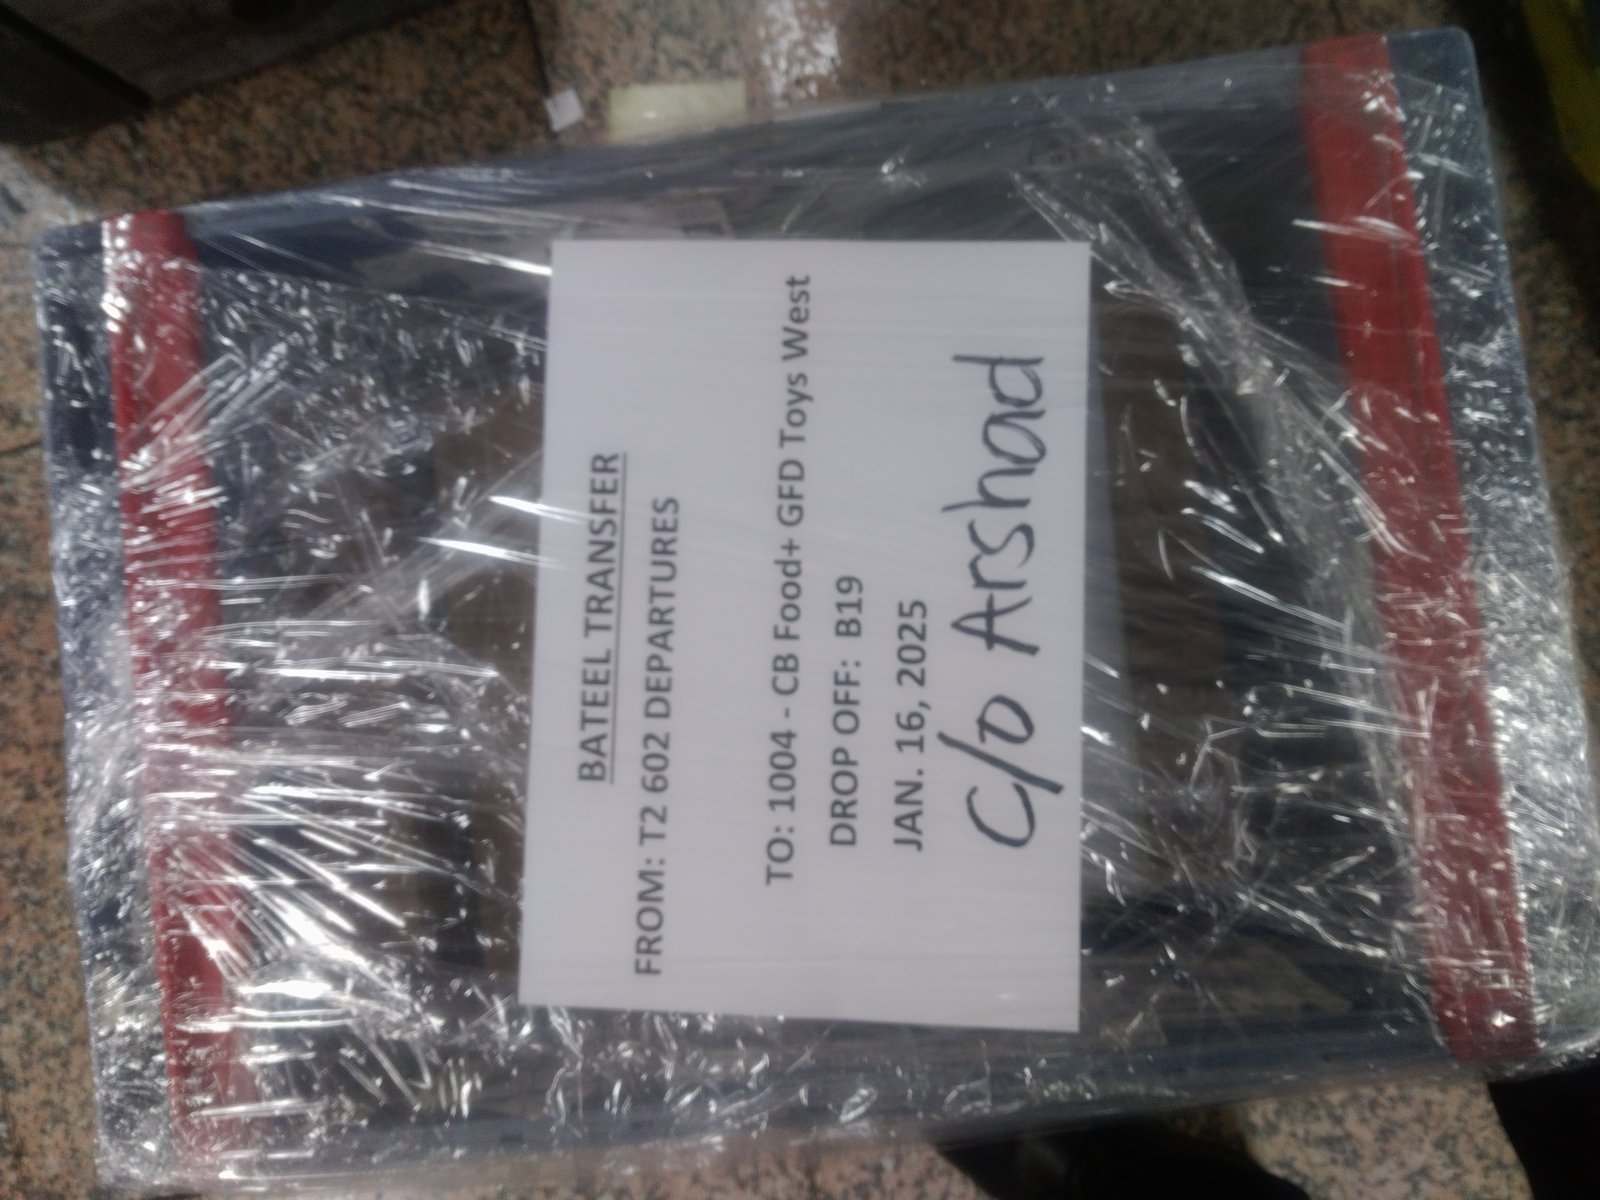 BATEEL TRANSFER
FROM: T2 602 DEPARTURES
TO: 1004 - CB Food+ GFD Toys West
DROP OFF: B19
JAN. 16, 2025
C/o Arshad